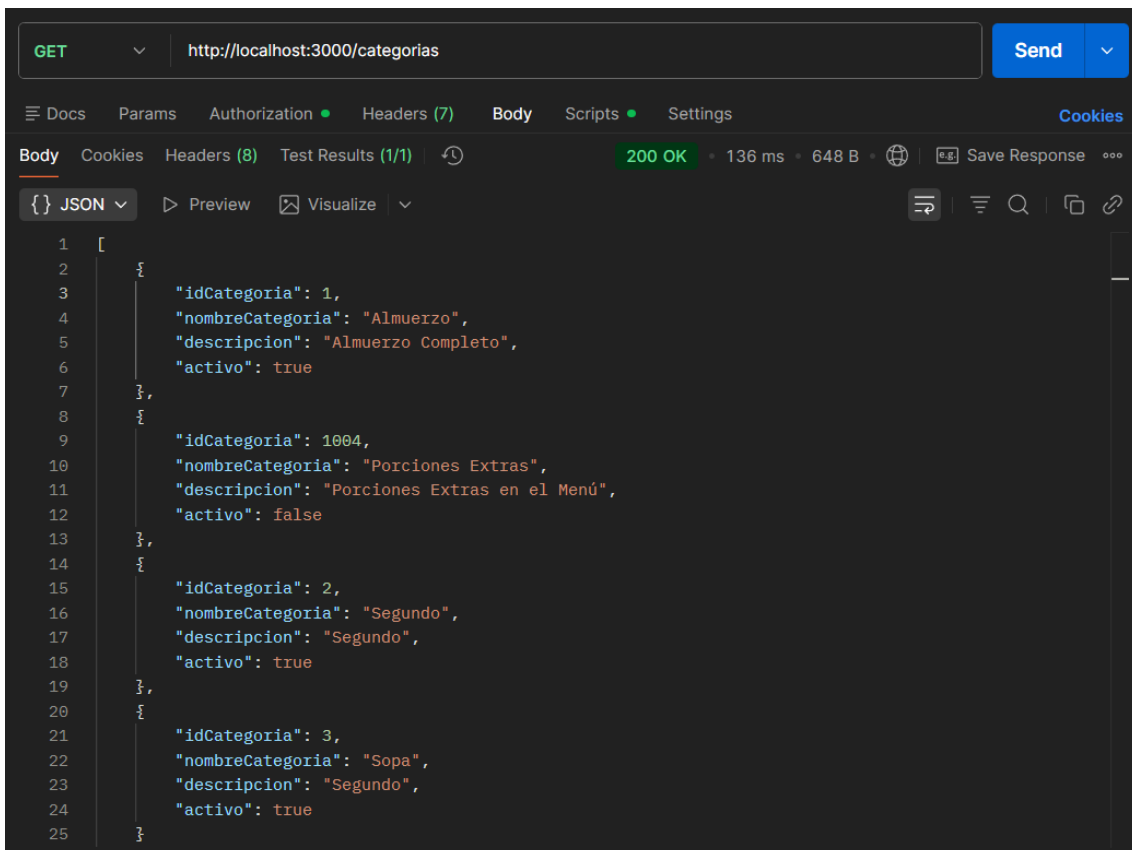 GET http://localhost:3000/categorias Send
Docs Params Authorization Headers (7) Body Scripts Settings Cookies
Body Cookies Headers (8) Test Results (1/1) 200 OK • 136 ms • 648 B e.g. Save Response
{} JSON Preview Visualize
1 [
2 {
3 "idCategoria": 1,
4 "nombreCategoria": "Almuerzo",
5 "descripcion": "Almuerzo Completo",
6 "activo": true
7 },
8 {
9 "idCategoria": 1004,
10 "nombreCategoria": "Porciones Extras",
11 "descripcion": "Porciones Extras en el Menú",
12 "activo": false
13 },
14 {
15 "idCategoria": 2,
16 "nombreCategoria": "Segundo",
17 "descripcion": "Segundo",
18 "activo": true
19 },
20 {
21 "idCategoria": 3,
22 "nombreCategoria": "Sopa",
23 "descripcion": "Segundo",
24 "activo": true
25 }